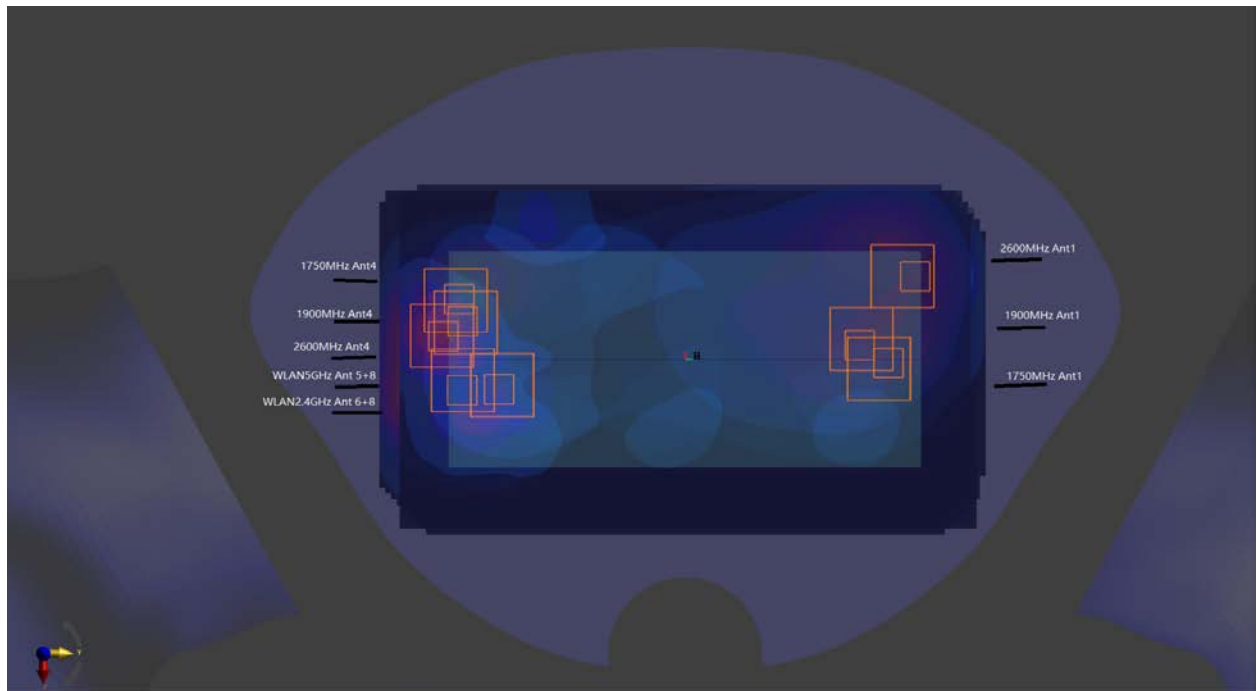 2600MHz Ant1
1750MHz Ant4
1900MHz Ant4
1900MHz Ant1
2600MHz Ant4
WLAN5GHz Ant 5+8
1750MHz Ant1
WLAN2.4GHz Ant 6+8